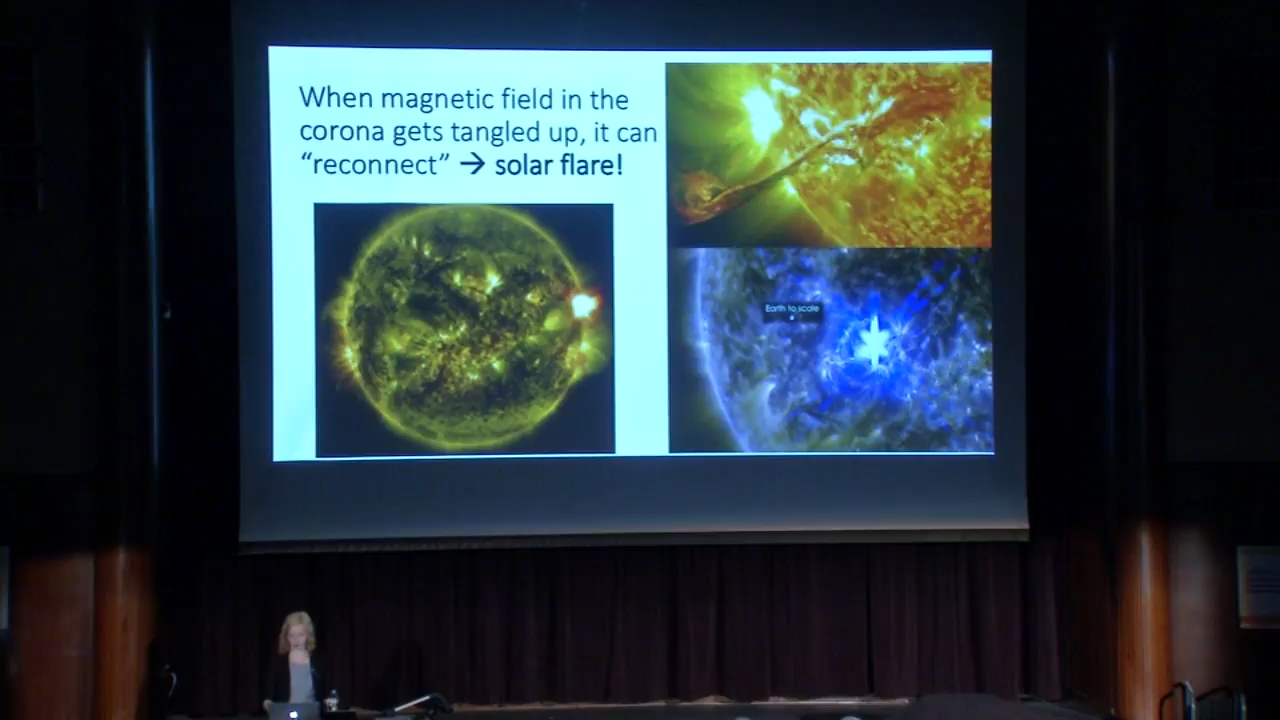 When magnetic field in the
corona gets tangled up, it can
“reconnect” → solar flare!
Earth to scale